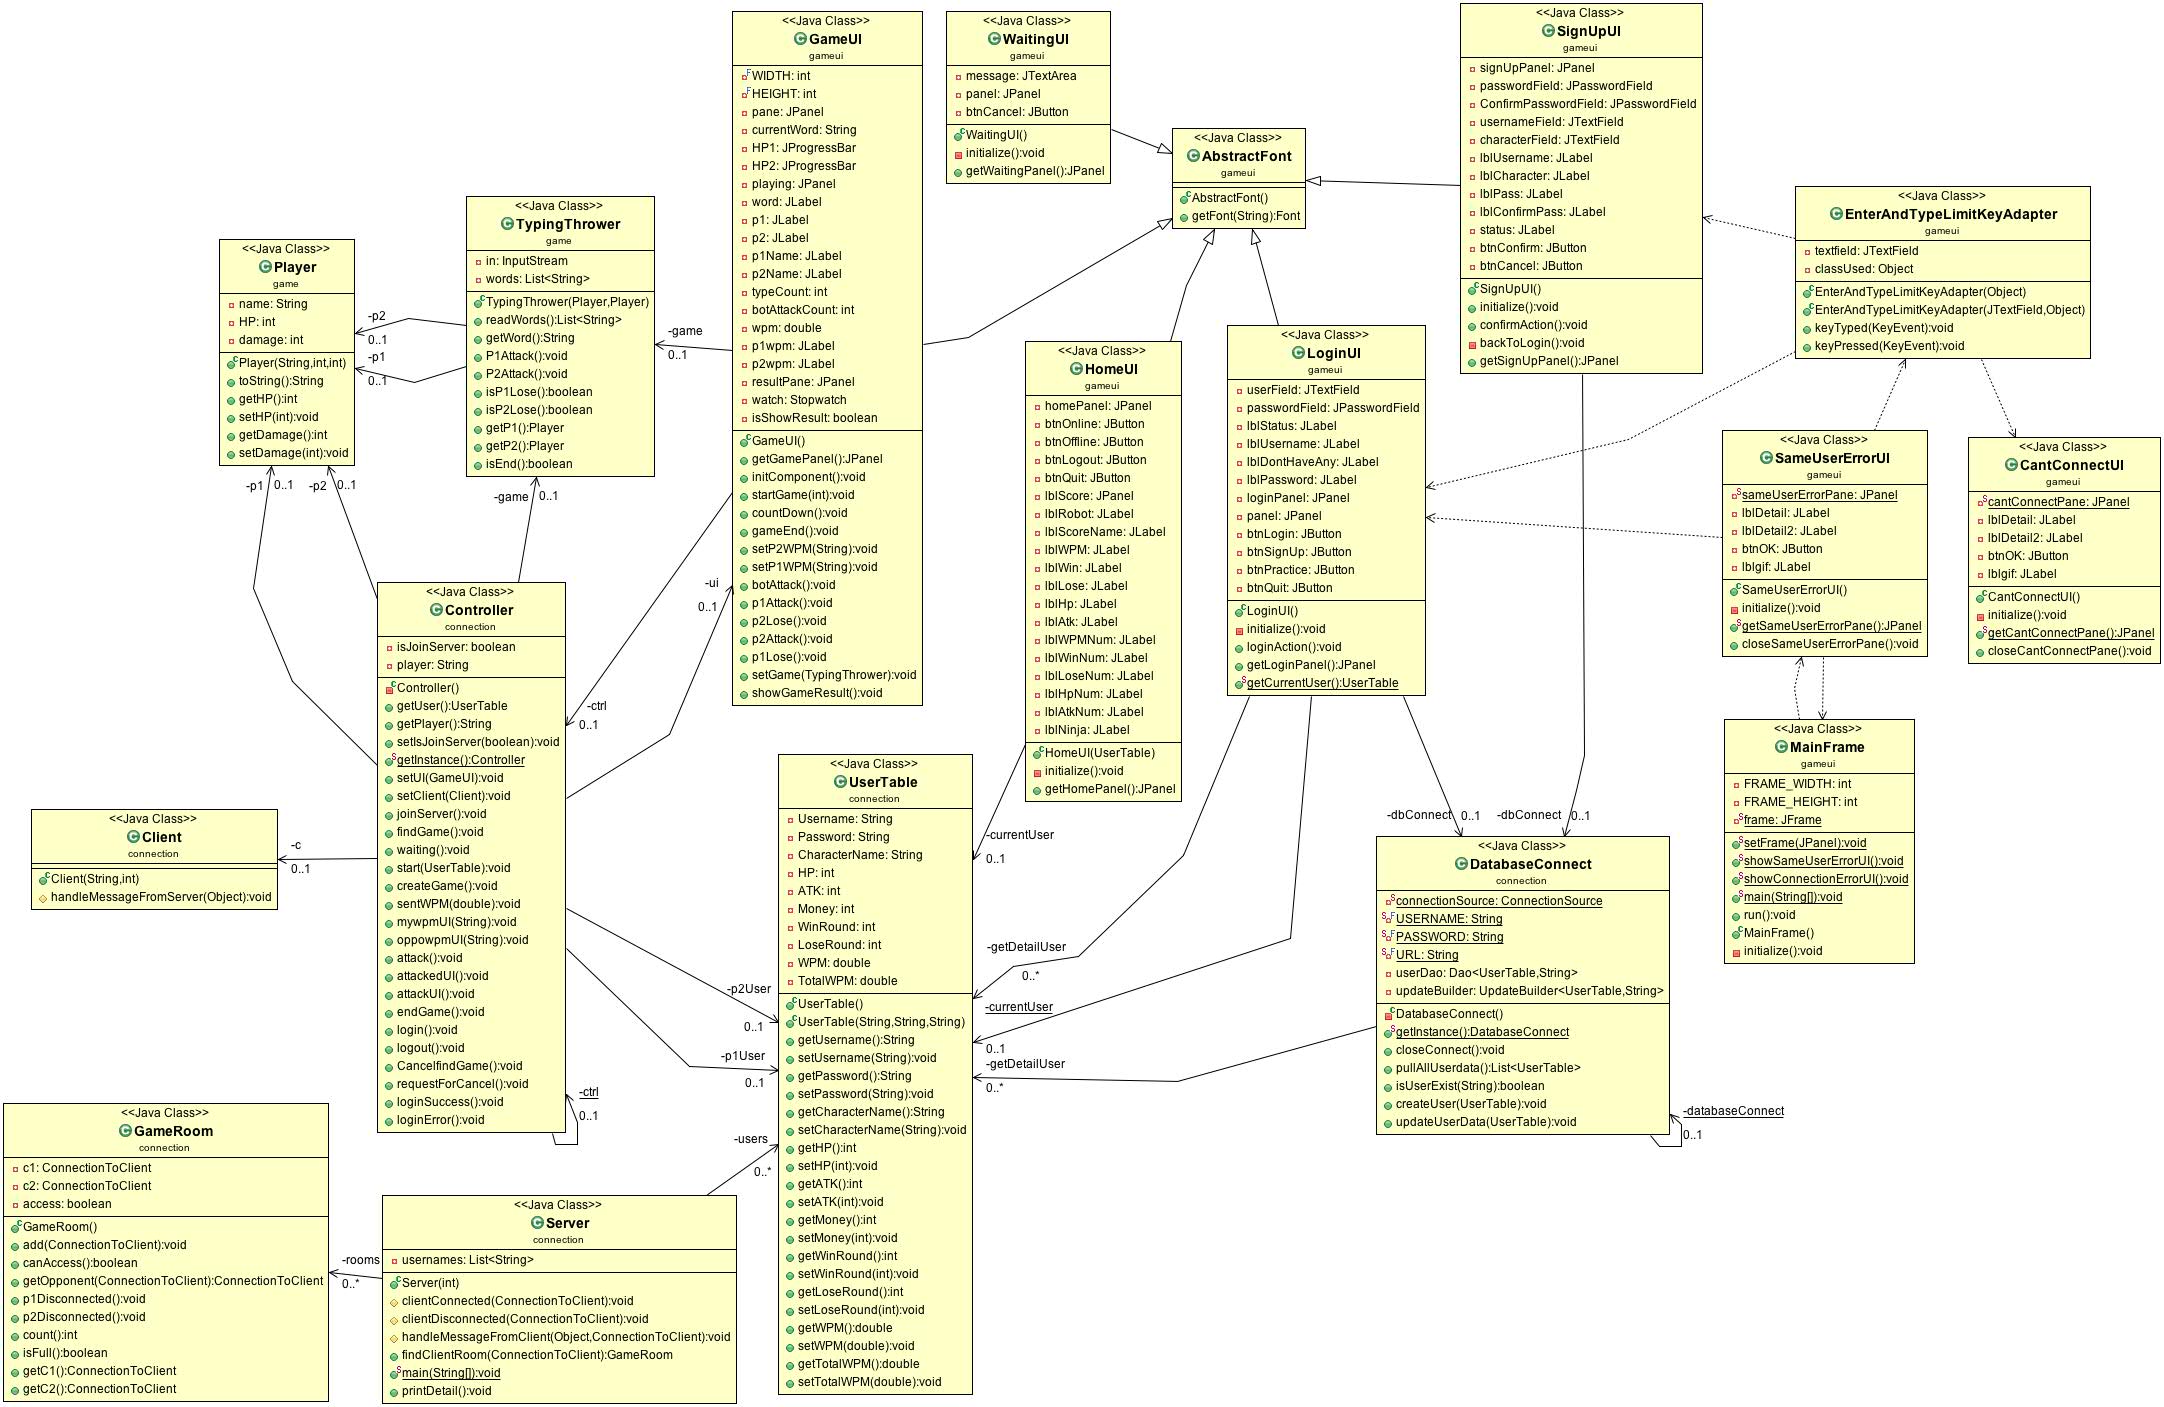 <<Java Class>>
GameUI
gameui
WIDTH: int
HEIGHT: int
pane: JPanel
currentWord: String
HP1: JProgressBar
HP2: JProgressBar
playing: JPanel
word: JLabel
p1: JLabel
p2: JLabel
p1Name: JLabel
p2Name: JLabel
typeCount: int
botAttackCount: int
wpm: double
p1wpm: JLabel
p2wpm: JLabel
resultPane: JPanel
watch: Stopwatch
isShowResult: boolean
GameUI()
getGamePanel():JPanel
initComponent():void
startGame(int):void
countDown():void
gameEnd():void
setP2WPM(String):void
setP1WPM(String):void
botAttack():void
p1Attack():void
p2Lose():void
p2Attack():void
p1Lose():void
setGame(TypingThrower):void
showGameResult():void
<<Java Class>>
WaitingUI
gameui
message: JTextArea
panel: JPanel
btnCancel: JButton
WaitingUI()
initialize():void
getWaitingPanel():JPanel
<<Java Class>>
AbstractFont
gameui
AbstractFont()
getFont(String):Font
<<Java Class>>
SignUpUI
gameui
signUpPanel: JPanel
passwordField: JPasswordField
ConfirmPasswordField: JPasswordField
usernameField: JTextField
characterField: JTextField
lblUsername: JLabel
lblCharacter: JLabel
lblPass: JLabel
lblConfirmPass: JLabel
status: JLabel
btnConfirm: JButton
btnCancel: JButton
SignUpUI()
initialize():void
confirmAction():void
backToLogin():void
getSignUpPanel():JPanel
<<Java Class>>
EnterAndTypeLimitKeyAdapter
gameui
textfield: JTextField
classUsed: Object
EnterAndTypeLimitKeyAdapter(Object)
EnterAndTypeLimitKeyAdapter(JTextField,Object)
keyTyped(KeyEvent):void
keyPressed(KeyEvent):void
<<Java Class>>
TypingThrower
game
in: InputStream
words: List<String>
TypingThrower(Player,Player)
readWords():List<String>
getWord():String
P1Attack():void
P2Attack():void
isP1Lose():boolean
isP2Lose():boolean
getP1():Player
getP2():Player
isEnd():boolean
<<Java Class>>
Player
game
name: String
HP: int
damage: int
Player(String,int,int)
toString():String
getHP():int
setHP(int):void
getDamage():int
setDamage(int):void
-p2
0..1
-p1
0..1
-game
0..1
-p1
0..1
-p2
0..1
-game
0..1
<<Java Class>>
HomeUI
gameui
homePanel: JPanel
btnOnline: JButton
btnOffline: JButton
btnLogout: JButton
btnQuit: JButton
lblScore: JPanel
lblRobot: JLabel
lblScoreName: JLabel
lblWPM: JLabel
lblWin: JLabel
lblLose: JLabel
lblHp: JLabel
lblAtk: JLabel
lblWPMNum: JLabel
lblWinNum: JLabel
lblLoseNum: JLabel
lblHpNum: JLabel
lblAtkNum: JLabel
lblNinja: JLabel
HomeUI(UserTable)
initialize():void
getHomePanel():JPanel
<<Java Class>>
LoginUI
gameui
userField: JTextField
passwordField: JPasswordField
lblStatus: JLabel
lblUsername: JLabel
lblDontHaveAny: JLabel
lblPassword: JLabel
loginPanel: JPanel
panel: JPanel
btnLogin: JButton
btnSignUp: JButton
btnPractice: JButton
btnQuit: JButton
LoginUI()
initialize():void
loginAction():void
getLoginPanel():JPanel
getCurrentUser():UserTable
<<Java Class>>
SameUserErrorUI
gameui
sameUserErrorPane: JPanel
lblDetail: JLabel
lblDetail2: JLabel
btnOK: JButton
lblgif: JLabel
SameUserErrorUI()
initialize():void
getSameUserErrorPane():JPanel
closeSameUserErrorPane():void
<<Java Class>>
CantConnectUI
gameui
cantConnectPane: JPanel
lblDetail: JLabel
lblDetail2: JLabel
btnOK: JButton
lblgif: JLabel
CantConnectUI()
initialize():void
getCantConnectPane():JPanel
closeCantConnectPane():void
<<Java Class>>
MainFrame
gameui
FRAME_WIDTH: int
FRAME_HEIGHT: int
frame: JFrame
setFrame(JPanel):void
showSameUserErrorUI():void
showConnectionErrorUI():void
main(String[]):void
run():void
MainFrame()
initialize():void
<<Java Class>>
Controller
connection
isJoinServer: boolean
player: String
Controller()
getUser():UserTable
getPlayer():String
setIsJoinServer(boolean):void
getInstance():Controller
setUI(GameUI):void
setClient(Client):void
joinServer():void
findGame():void
waiting():void
start(UserTable):void
createGame():void
sentWPM(double):void
mywpmUI(String):void
oppowpmUI(String):void
attack():void
attackedUI():void
attackUI():void
endGame():void
login():void
logout():void
CancelfindGame():void
requestForCancel():void
loginSuccess():void
loginError():void
-ui
0..1
-ctrl
0..1
-c
0..1
-p2User
0..1
-p1User
0..1
-ctrl
0..1
<<Java Class>>
Client
connection
Client(String,int)
handleMessageFromServer(Object):void
<<Java Class>>
UserTable
connection
Username: String
Password: String
CharacterName: String
HP: int
ATK: int
Money: int
WinRound: int
LoseRound: int
WPM: double
TotalWPM: double
UserTable()
UserTable(String,String,String)
getUsername():String
setUsername(String):void
getPassword():String
setPassword(String):void
getCharacterName():String
setCharacterName(String):void
getHP():int
setHP(int):void
getATK():int
setATK(int):void
getMoney():int
setMoney(int):void
getWinRound():int
setWinRound(int):void
getLoseRound():int
setLoseRound(int):void
getWPM():double
setWPM(double):void
getTotalWPM():double
setTotalWPM(double):void
-currentUser
0..1
-getDetailUser
0..*
-currentUser
0..1
-getDetailUser
0..*
-dbConnect
0..1
-dbConnect
0..1
<<Java Class>>
DatabaseConnect
connection
connectionSource: ConnectionSource
USERNAME: String
PASSWORD: String
URL: String
userDao: Dao<UserTable,String>
updateBuilder: UpdateBuilder<UserTable,String>
DatabaseConnect()
getInstance():DatabaseConnect
closeConnect():void
pullAllUserdata():List<UserTable>
isUserExist(String):boolean
createUser(UserTable):void
updateUserData(UserTable):void
-databaseConnect
0..1
<<Java Class>>
GameRoom
connection
c1: ConnectionToClient
c2: ConnectionToClient
access: boolean
GameRoom()
add(ConnectionToClient):void
canAccess():boolean
getOpponent(ConnectionToClient):ConnectionToClient
p1Disconnected():void
p2Disconnected():void
count():int
isFull():boolean
getC1():ConnectionToClient
getC2():ConnectionToClient
-rooms
0..*
-users
0..*
<<Java Class>>
Server
connection
usernames: List<String>
Server(int)
clientConnected(ConnectionToClient):void
clientDisconnected(ConnectionToClient):void
handleMessageFromClient(Object,ConnectionToClient):void
findClientRoom(ConnectionToClient):GameRoom
main(String[]):void
printDetail():void